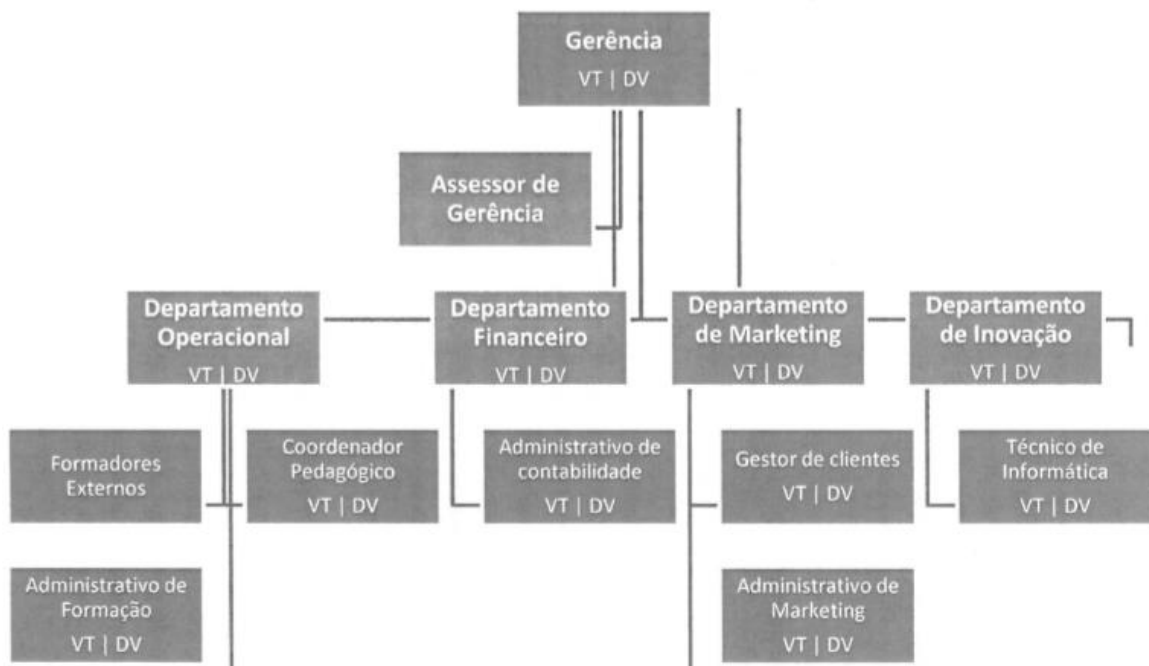 Gerência
VT | DV
Assessor de
Gerência
Departamento
Operacional
VT | DV
Departamento
Financeiro
VT | DV
Departamento
de Marketing
VT | DV
Departamento
de Inovação
VT | DV
Formadores
Externos
Coordenador
Pedagógico
VT | DV
Administrativo de
contabilidade
VT | DV
Gestor de clientes
VT | DV
Técnico de
Informática
VT | DV
Administrativo de
Formação
VT | DV
Administrativo de
Marketing
VT | DV